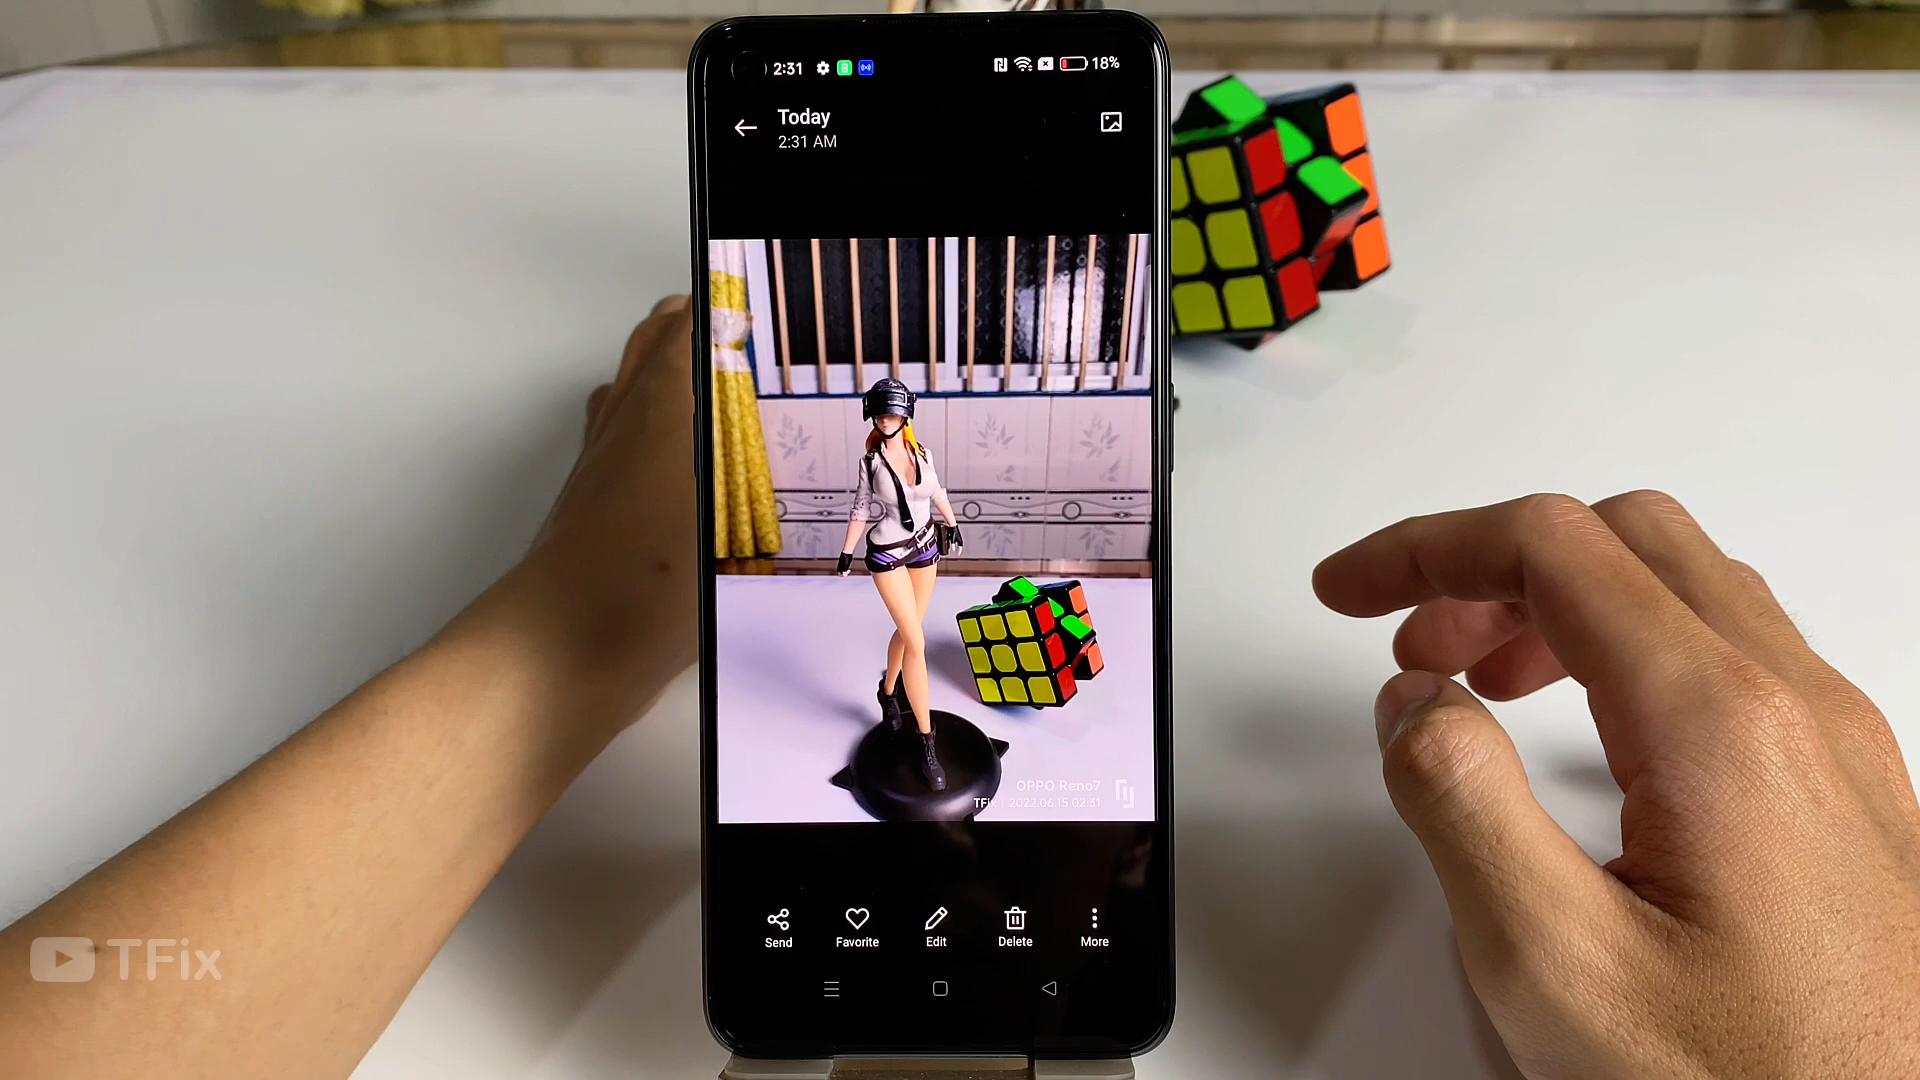 2:31
18%
Today
2:31 AM
OPPO Reno7
TFix | 2022.06.15 02:31
Send
Favorite
Edit
Delete
More
TFix